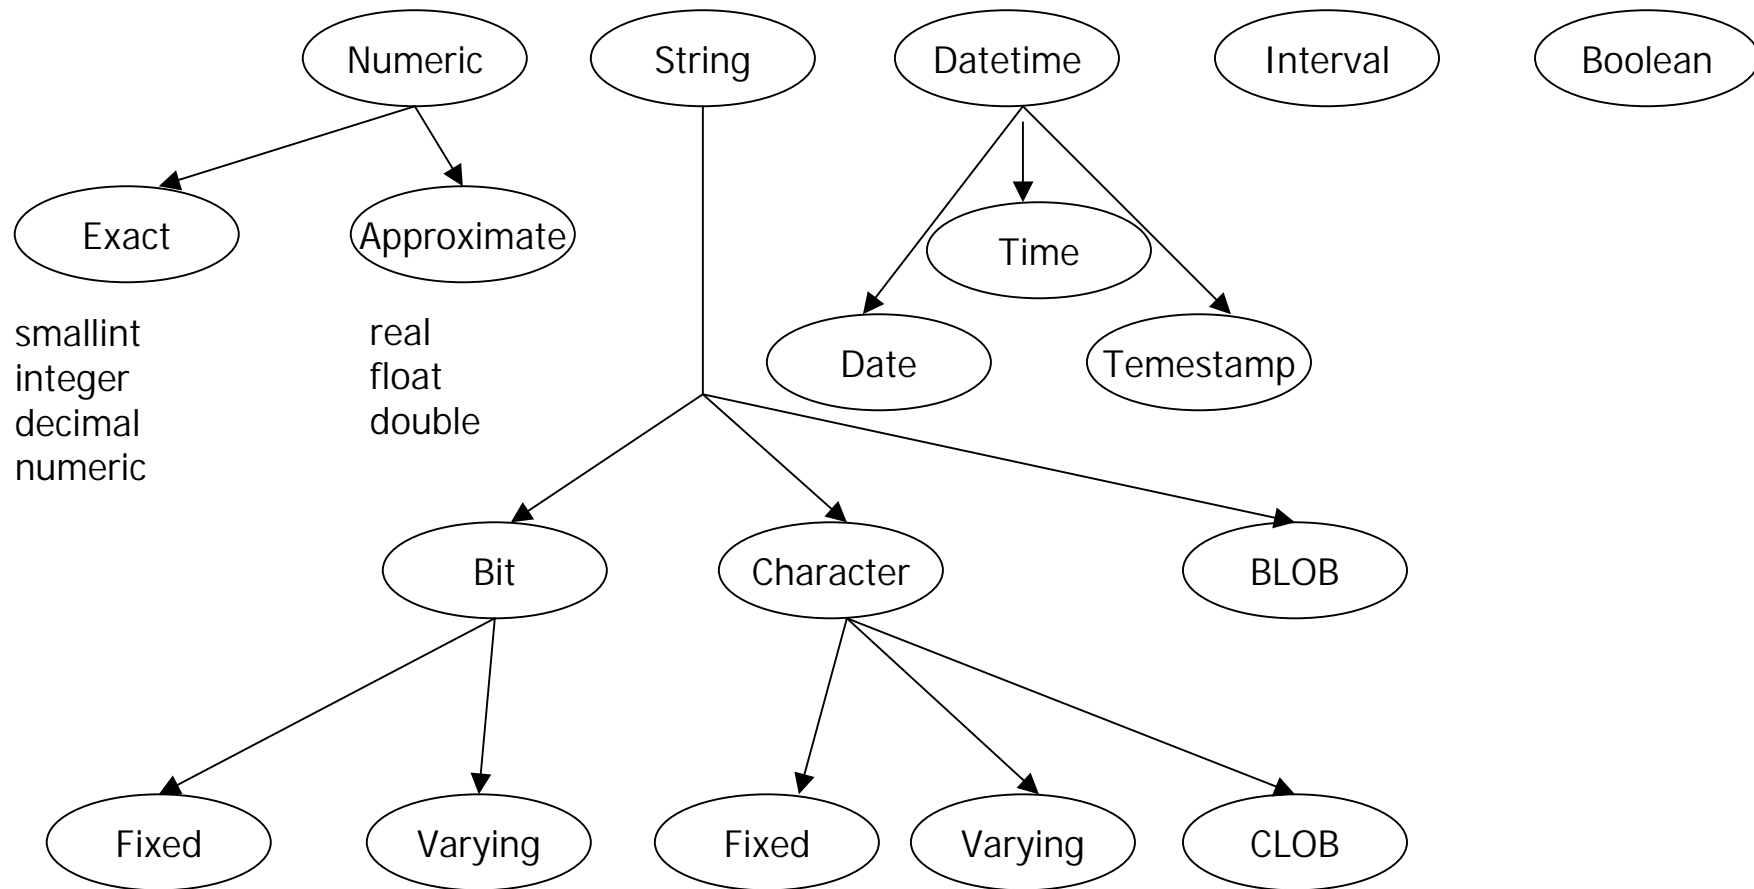 Numeric
String
Datetime
Interval
Boolean
Exact
Approximate
Time
smallint
integer
decimal
numeric
real
float
double
Date
Temestamp
Bit
Character
BLOB
Fixed
Varying
Fixed
Varying
CLOB